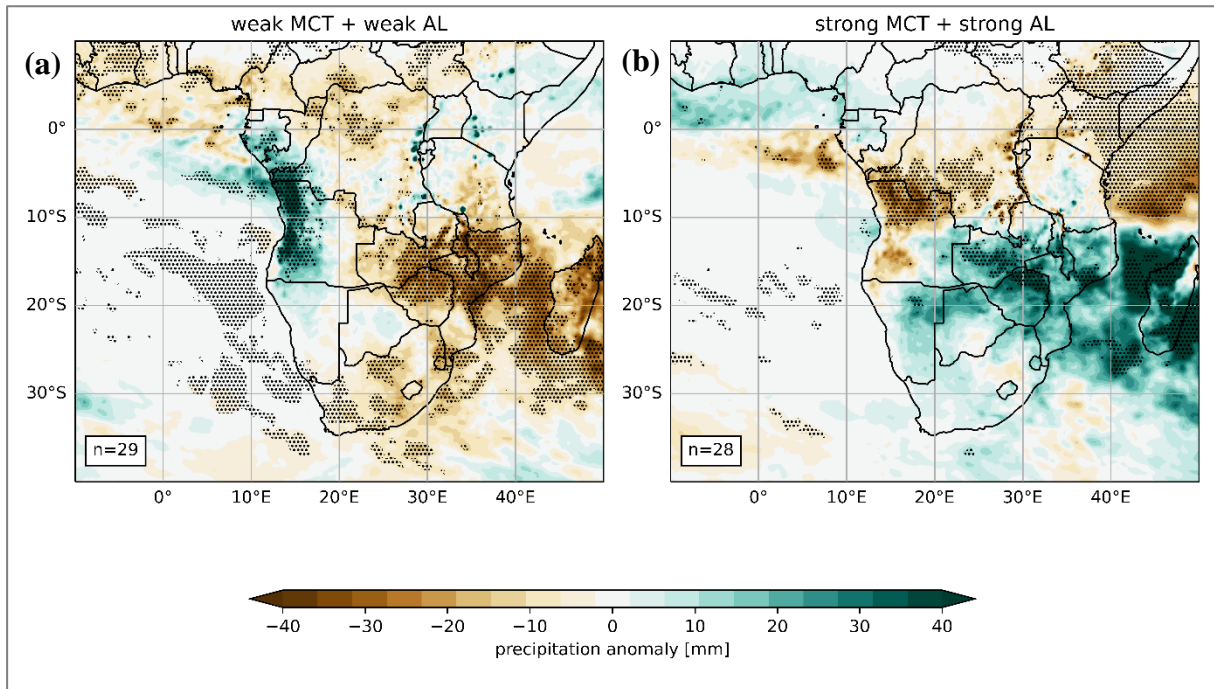 weak MCT + weak AL
strong MCT + strong AL
(a)
(b)
0°
10°S
20°S
30°S
n=29
0°
10°E
20°E
30°E
40°E
0°
10°S
20°S
30°S
n=28
0°
10°E
20°E
30°E
40°E
−40 −30 −20 −10 0 10 20 30 40
precipitation anomaly [mm]